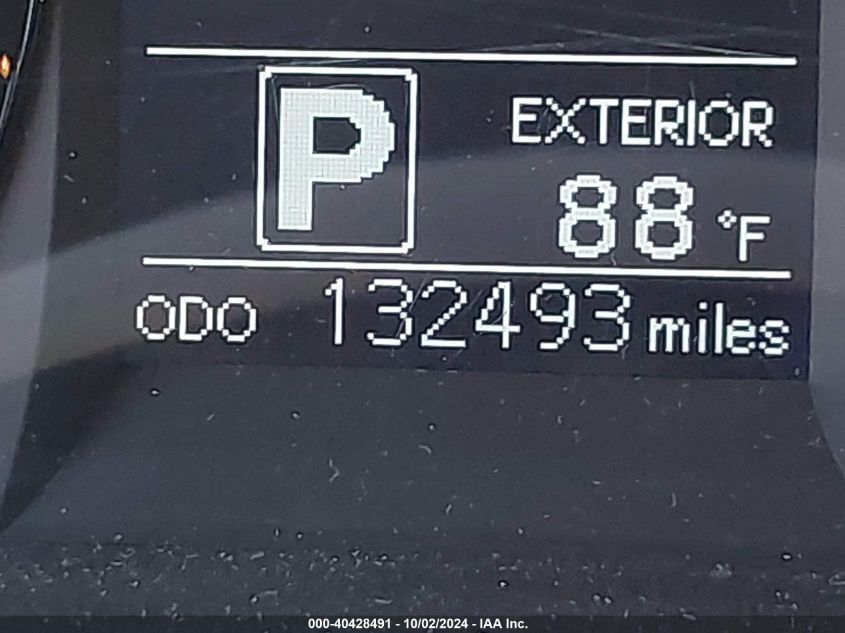 P
EXTERIOR
88 °F
ODO 132493 miles
000-40428491 - 10/02/2024 - IAA Inc.